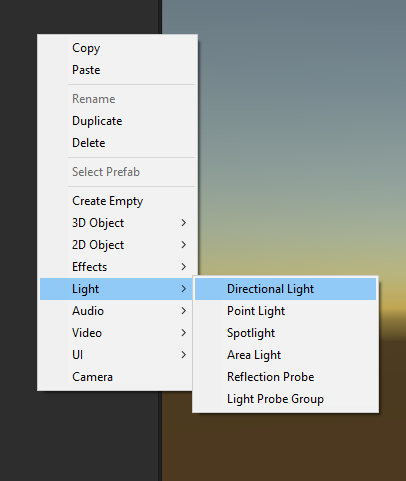 Copy
Paste
Rename
Duplicate
Delete
Select Prefab
Create Empty
3D Object
2D Object
Effects
Light
Audio
Video
UI
Camera
Directional Light
Point Light
Spotlight
Area Light
Reflection Probe
Light Probe Group